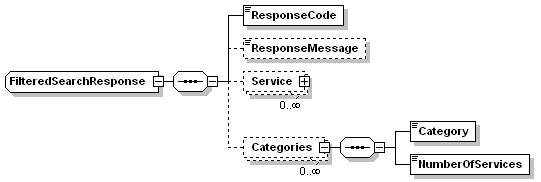 ResponseCode
ResponseMessage
FilteredSearchResponse
Service
0..∞
Categories
0..∞
Category
NumberOfServices